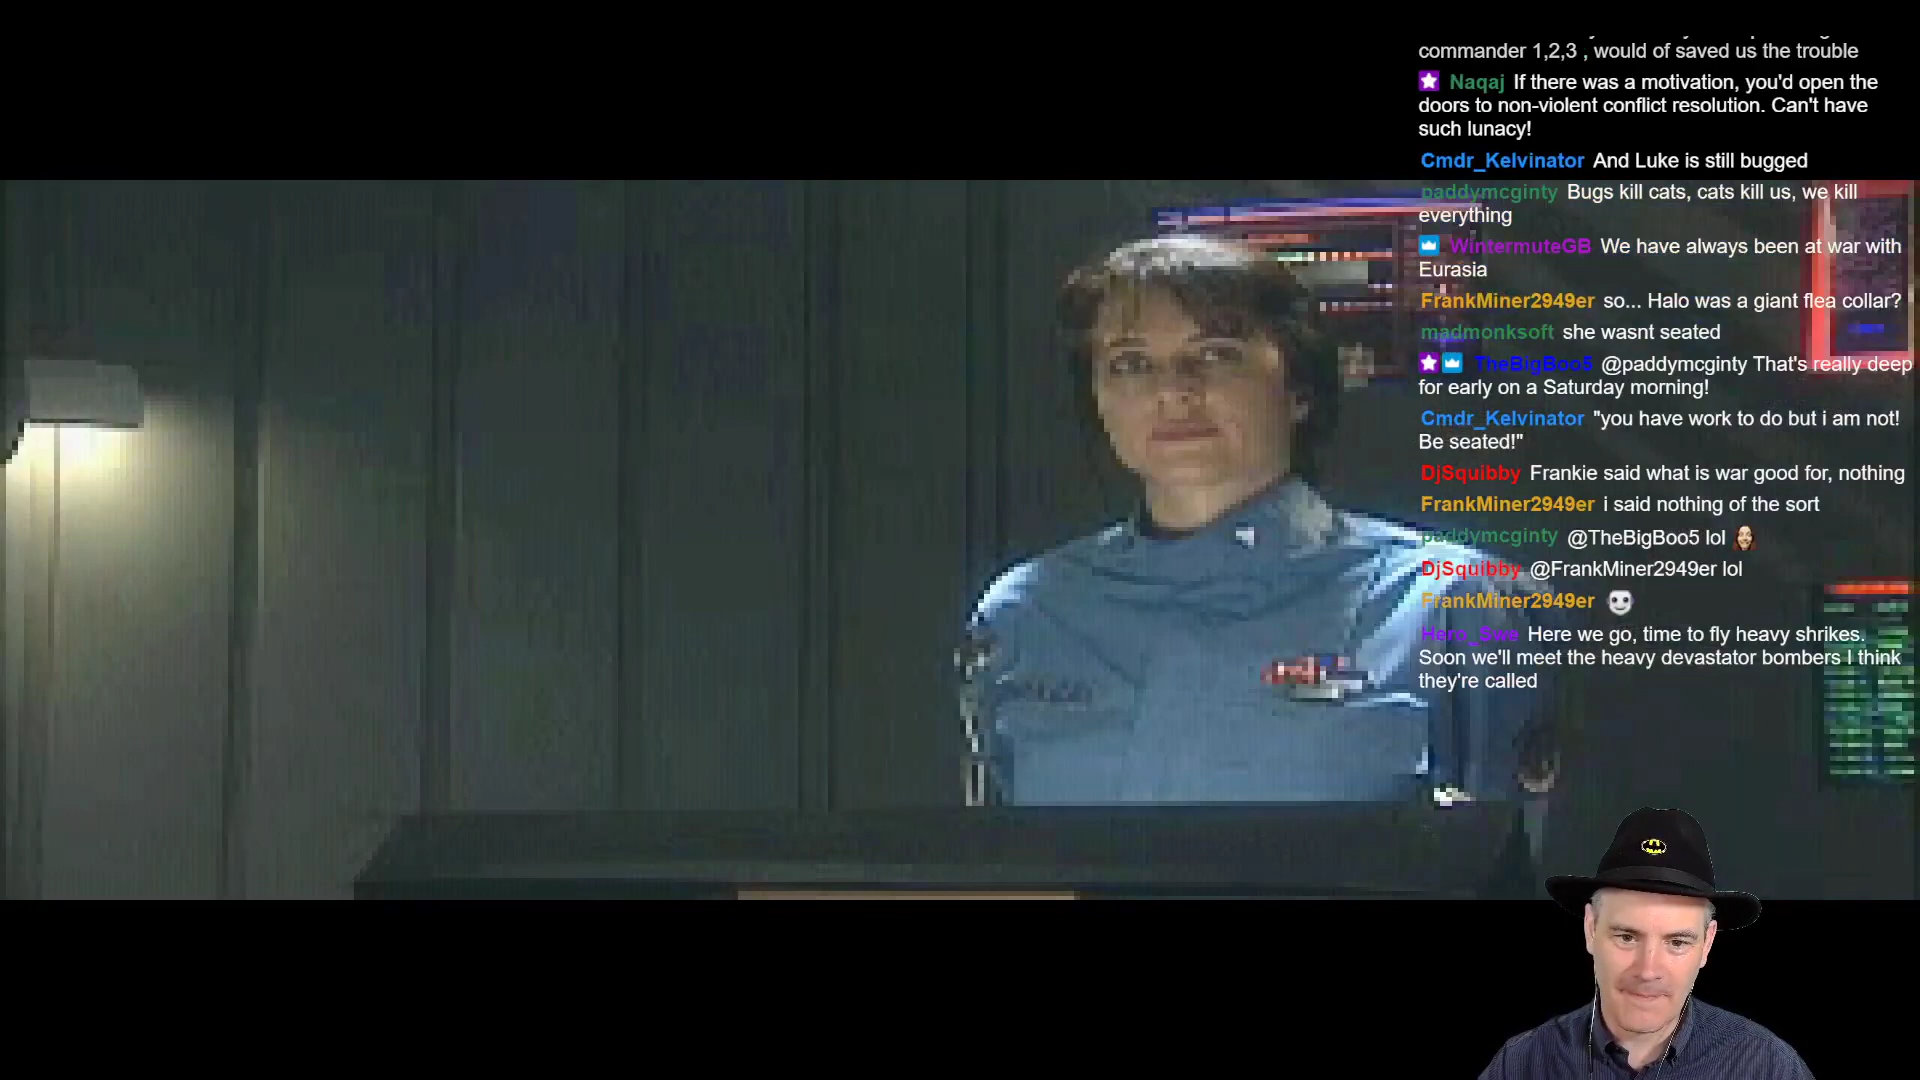 commander 1,2,3 , would of saved us the trouble
Naqaj If there was a motivation, you'd open the
doors to non-violent conflict resolution. Can't have
such lunacy!
Cmdr_Kelvinator And Luke is still bugged
paddymcginty Bugs kill cats, cats kill us, we kill
everything
WintermuteGB We have always been at war with
Eurasia
FrankMiner2949er so... Halo was a giant flea collar?
madmonksoft she wasnt seated
TheBigBoo5 @paddymcginty That's really deep
for early on a Saturday morning!
Cmdr_Kelvinator "you have work to do but i am not!
Be seated!"
DjSquibby Frankie said what is war good for, nothing
FrankMiner2949er i said nothing of the sort
paddymcginty @TheBigBoo5 lol
DjSquibby @FrankMiner2949er lol
FrankMiner2949er
Hero_Swe Here we go, time to fly heavy shrikes.
Soon we'll meet the heavy devastator bombers I think
they're called